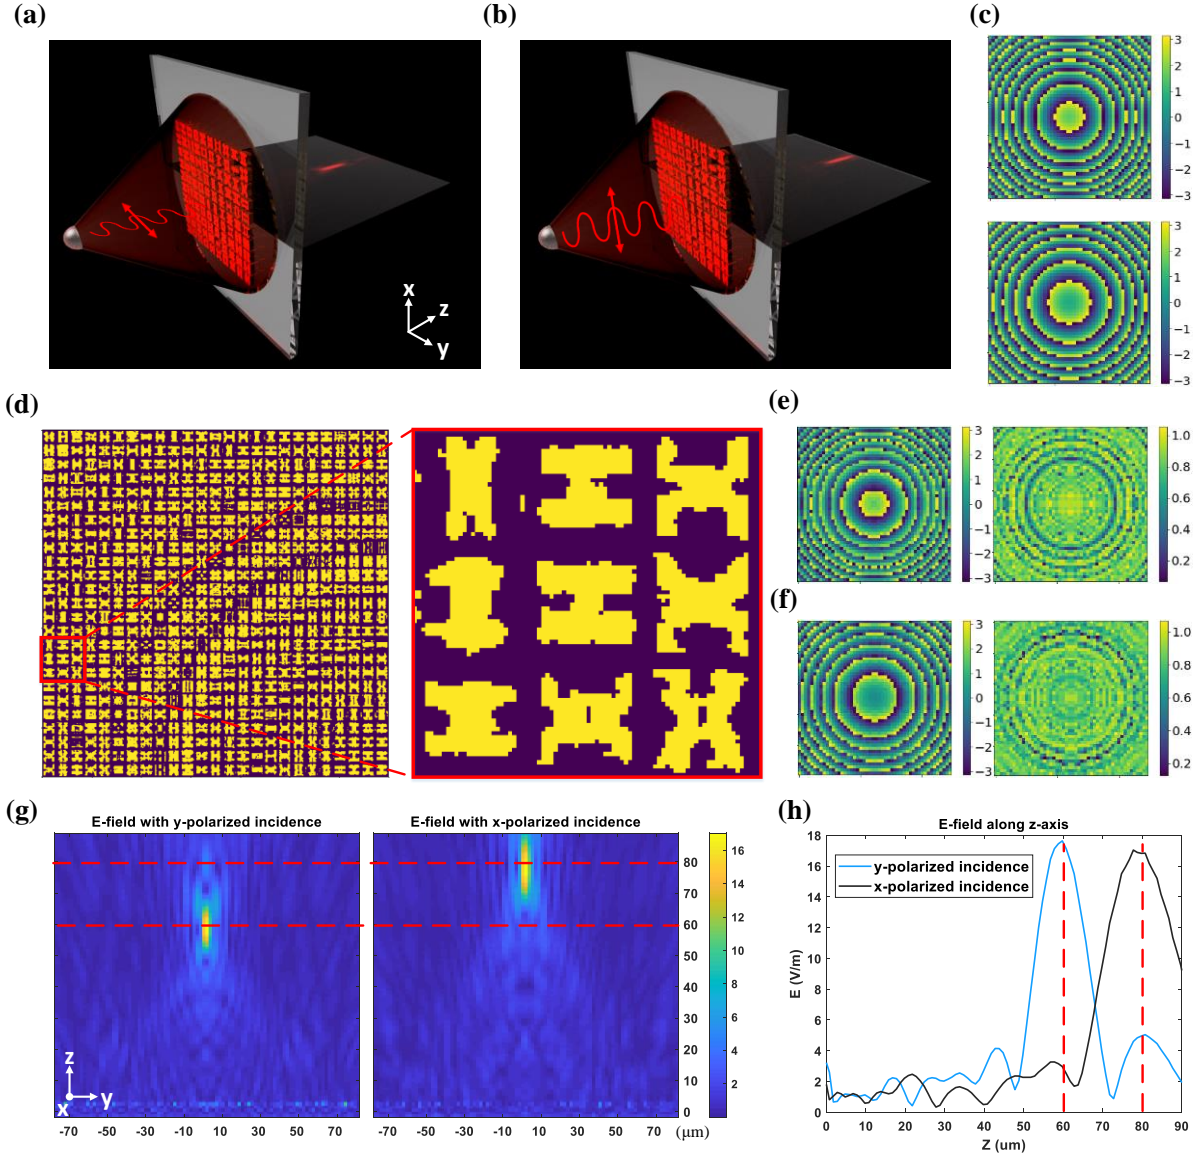 (a)
(b)
(c)
x
z
y
3
2
1
0
−1
−2
−3
3
2
1
0
−1
−2
−3
(d)
(e)
3
2
1
0
−1
−2
−3
1.0
0.8
0.6
0.4
0.2
(f)
3
2
1
0
−1
−2
−3
1.0
0.8
0.6
0.4
0.2
(g)
E-field with y-polarized incidence
E-field with x-polarized incidence
z
x
y
-70 -50 -30 -10 10 30 50 70
-70 -50 -30 -10 10 30 50 70
80
60
50
40
30
20
10
0
(μm)
16
14
12
10
8
6
4
2
(h)
E-field along z-axis
y-polarized incidence
x-polarized incidence
E (V/m)
18
16
14
12
10
8
6
4
2
0
0 10 20 30 40 50 60 70 80 90
Z (um)